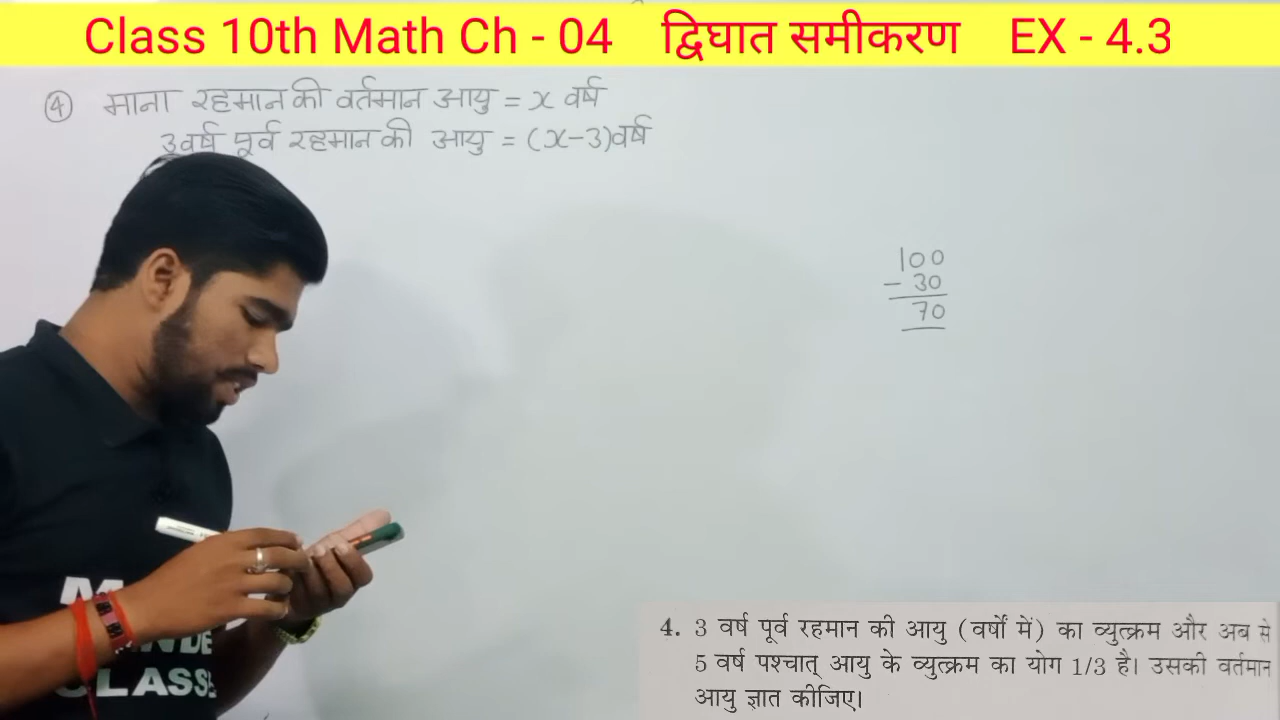 Class 10th Math Ch - 04 द्विघात समीकरण EX - 4.3
④ माना रहमान की वर्तमान आयु = x वर्ष
3वर्ष पूर्व रहमान की आयु = (x-3)वर्ष
100
- 30
70
CLASSE
4. 3 वर्ष पूर्व रहमान की आयु (वर्षों में) का व्युत्क्रम और अब से
5 वर्ष पश्चात् आयु के व्युत्क्रम का योग 1/3 है। उसकी वर्तमान
आयु ज्ञात कीजिए।